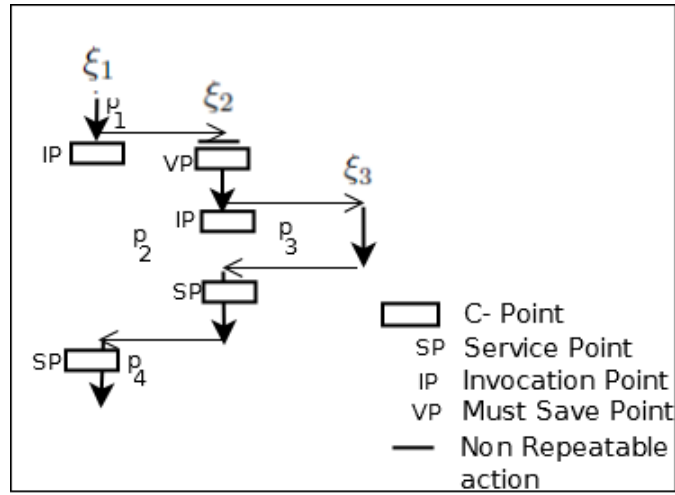 ξ1
p1
ξ2
IP
VP
ξ3
IP
p2
p3
SP
SP
p4
C- Point
SP Service Point
IP Invocation Point
VP Must Save Point
Non Repeatable
action